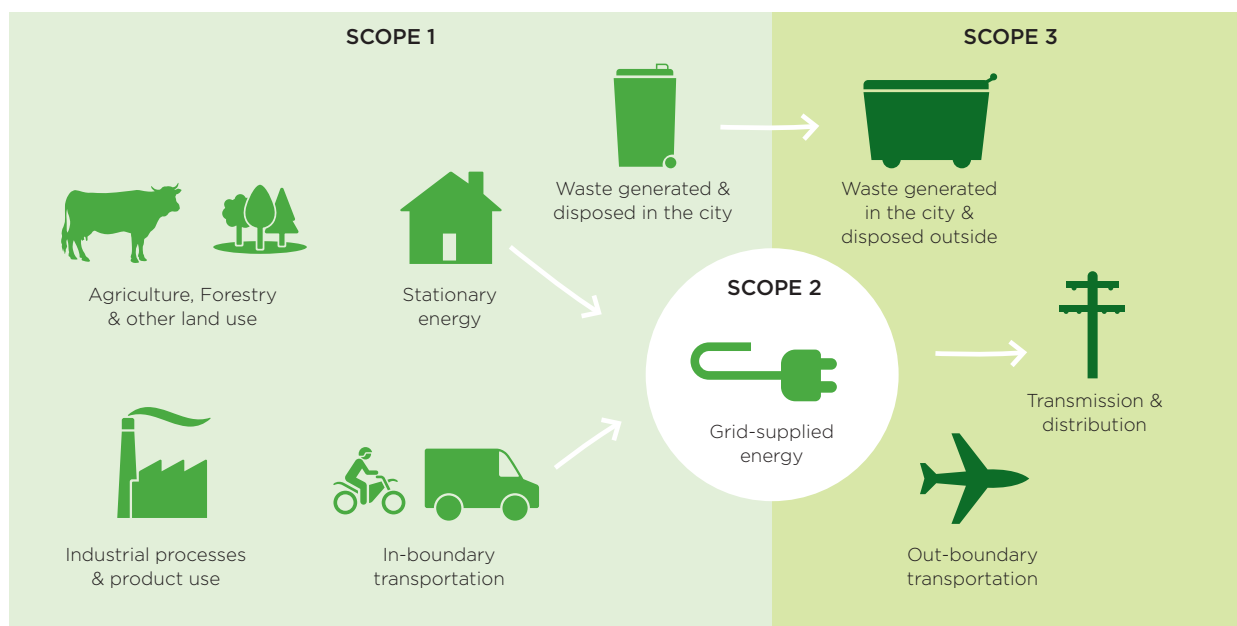 SCOPE 1
SCOPE 3
Waste generated &
disposed in the city
Waste generated
in the city &
disposed outside
Agriculture, Forestry
& other land use
Stationary
energy
SCOPE 2
Grid-supplied
energy
Transmission &
distribution
Industrial processes
& product use
In-boundary
transportation
Out-boundary
transportation